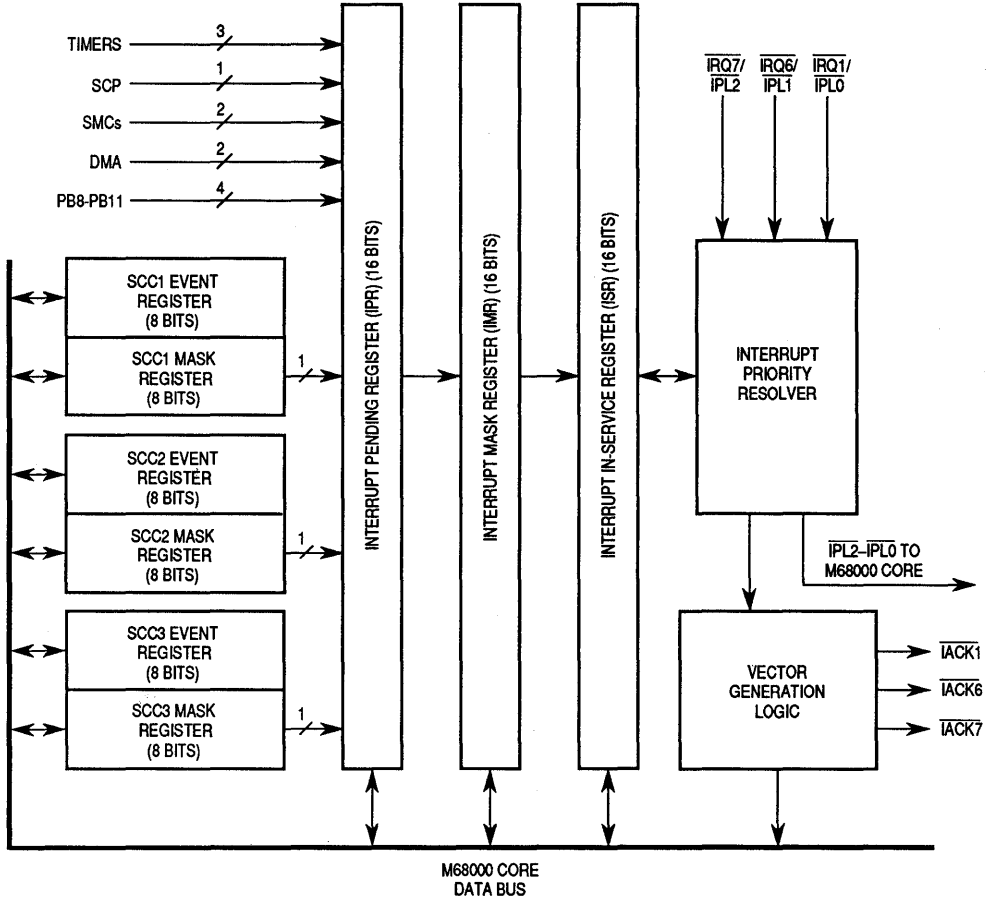 TIMERS
3
SCP
1
SMCs
2
DMA
2
PB8-PB11
4
SCC1 EVENT
REGISTER
(8 BITS)
SCC1 MASK
REGISTER
(8 BITS)
1
SCC2 EVENT
REGISTER
(8 BITS)
SCC2 MASK
REGISTER
(8 BITS)
1
SCC3 EVENT
REGISTER
(8 BITS)
SCC3 MASK
REGISTER
(8 BITS)
1
INTERRUPT PENDING REGISTER (IPR) (16 BITS)
INTERRUPT MASK REGISTER (IMR) (16 BITS)
INTERRUPT IN-SERVICE REGISTER (ISR) (16 BITS)
IRQ7/
IPL2
IRQ6/
IPL1
IRQ1/
IPL0
INTERRUPT
PRIORITY
RESOLVER
IPL2–IPL0 TO
M68000 CORE
VECTOR
GENERATION
LOGIC
IACK1
IACK6
IACK7
M68000 CORE
DATA BUS